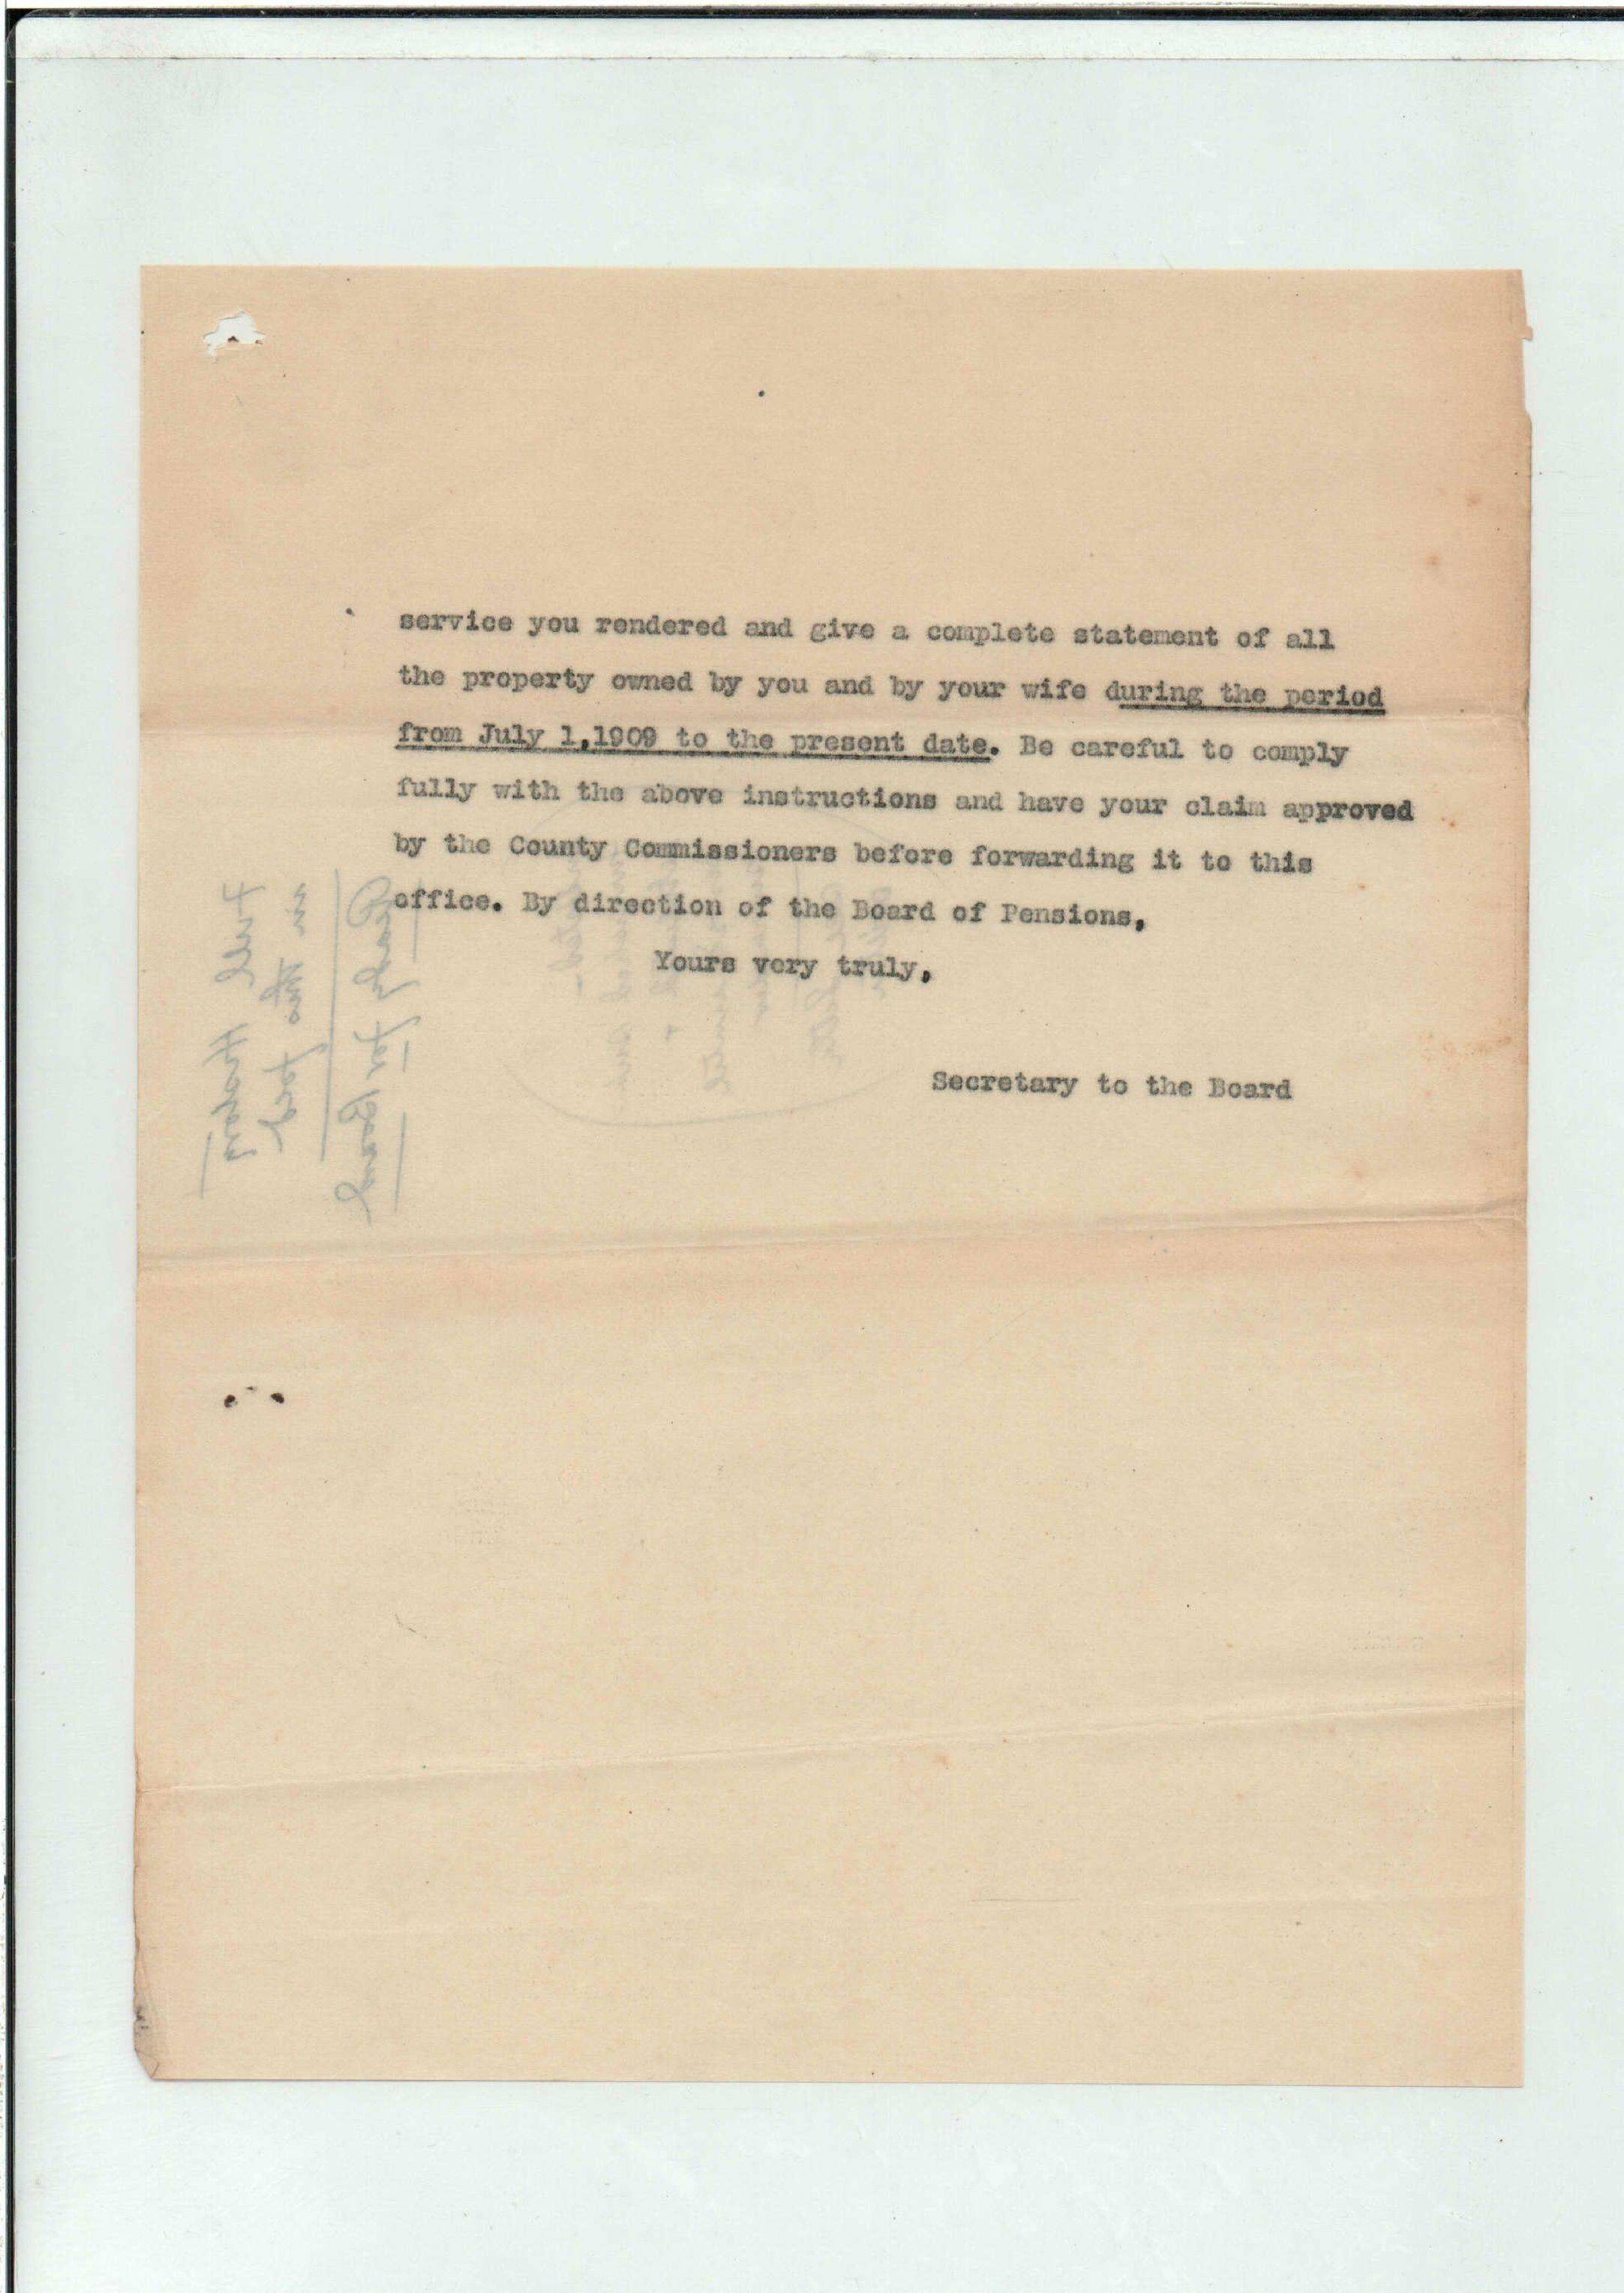 service you rendered and give a complete statement of all
the property owned by you and by your wife during the period
from July 1,1909 to the present date. Be careful to comply
fully with the above instructions and have your claim approved
by the County Commissioners before forwarding it to this
office. By direction of the Board of Pensions,
Yours very truly,
Secretary to the Board